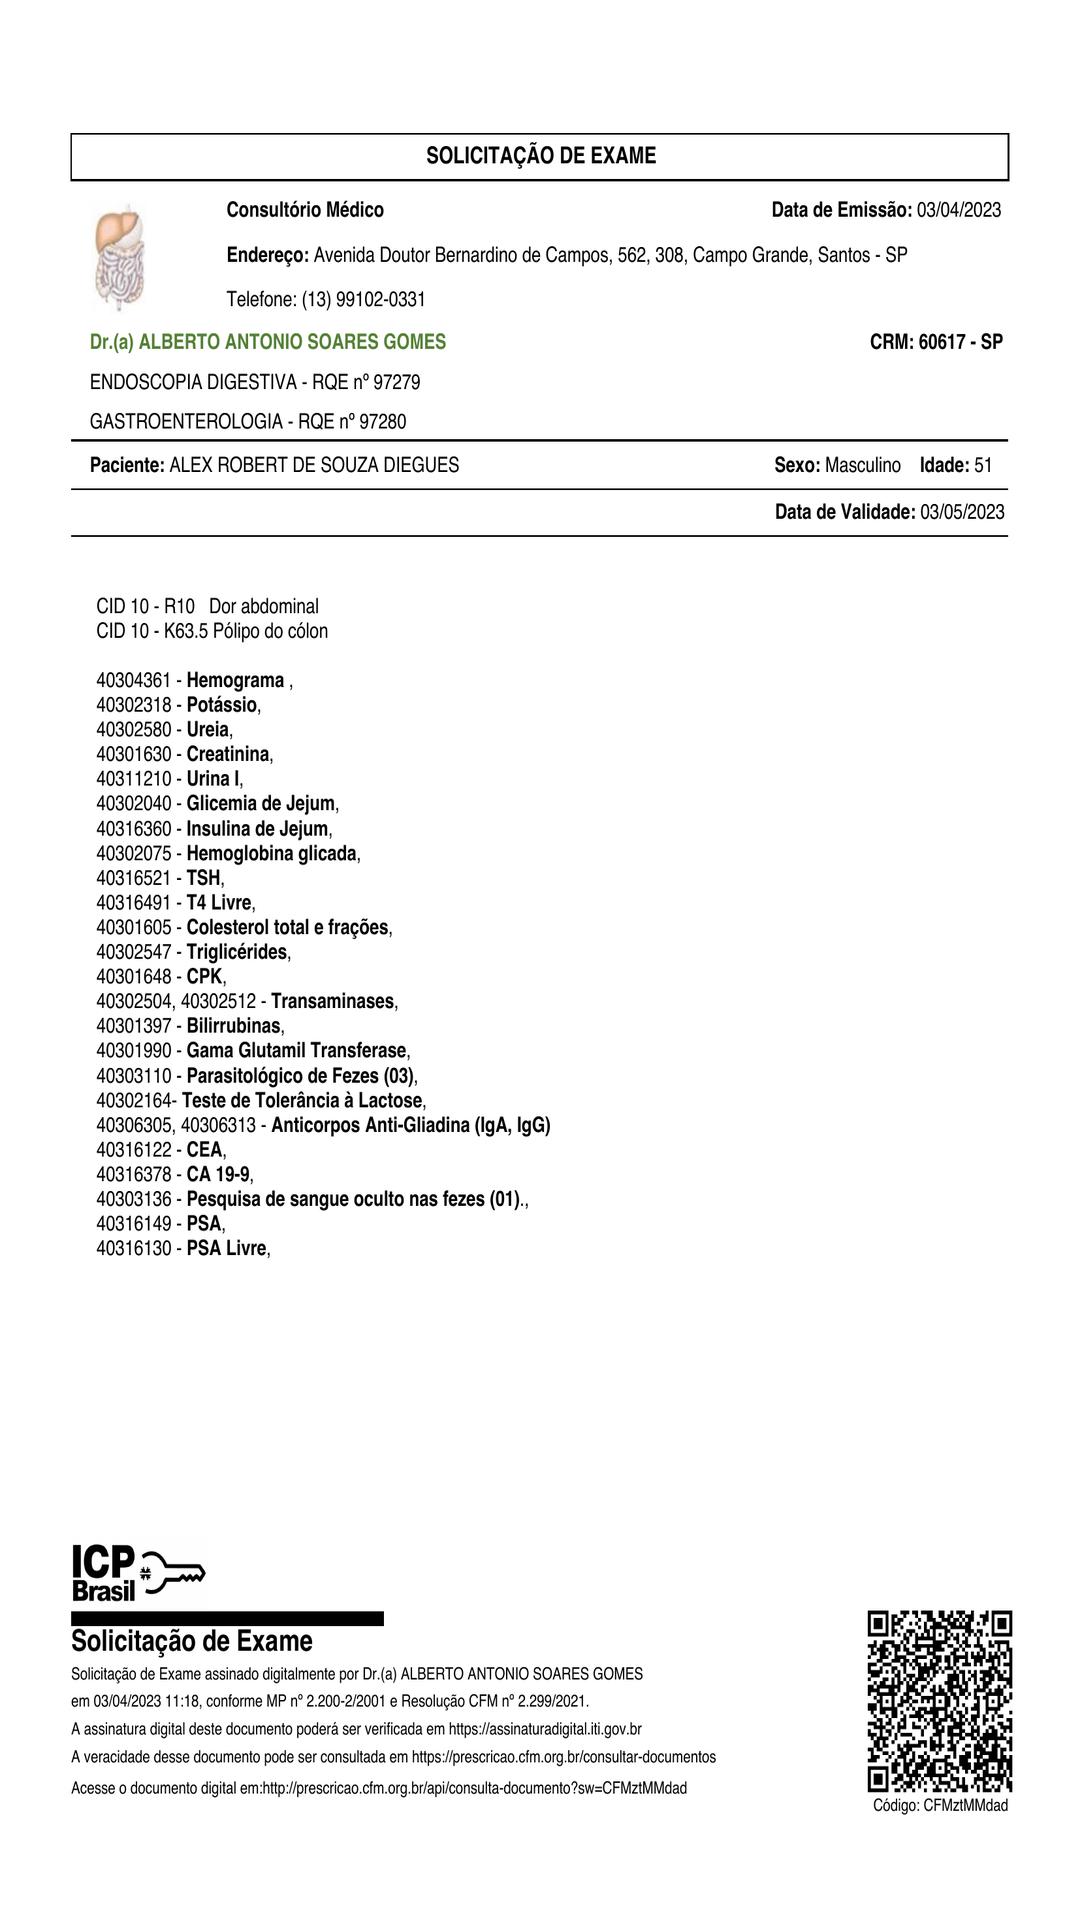 SOLICITAÇÃO DE EXAME
Consultório Médico Data de Emissão: 03/04/2023
Endereço: Avenida Doutor Bernardino de Campos, 562, 308, Campo Grande, Santos - SP
Telefone: (13) 99102-0331
Dr.(a) ALBERTO ANTONIO SOARES GOMES CRM: 60617 - SP
ENDOSCOPIA DIGESTIVA - RQE nº 97279
GASTROENTEROLOGIA - RQE nº 97280
Paciente: ALEX ROBERT DE SOUZA DIEGUES Sexo: Masculino Idade: 51
Data de Validade: 03/05/2023
CID 10 - R10 Dor abdominal
CID 10 - K63.5 Pólipo do cólon
40304361 - Hemograma ,
40302318 - Potássio,
40302580 - Ureia,
40301630 - Creatinina,
40311210 - Urina I,
40302040 - Glicemia de Jejum,
40316360 - Insulina de Jejum,
40302075 - Hemoglobina glicada,
40316521 - TSH,
40316491 - T4 Livre,
40301605 - Colesterol total e frações,
40302547 - Triglicérides,
40301648 - CPK,
40302504, 40302512 - Transaminases,
40301397 - Bilirrubinas,
40301990 - Gama Glutamil Transferase,
40303110 - Parasitológico de Fezes (03),
40302164- Teste de Tolerância à Lactose,
40306305, 40306313 - Anticorpos Anti-Gliadina (IgA, IgG)
40316122 - CEA,
40316378 - CA 19-9,
40303136 - Pesquisa de sangue oculto nas fezes (01).,
40316149 - PSA,
40316130 - PSA Livre,
ICP
Brasil
Solicitação de Exame
Solicitação de Exame assinado digitalmente por Dr.(a) ALBERTO ANTONIO SOARES GOMES
em 03/04/2023 11:18, conforme MP nº 2.200-2/2001 e Resolução CFM nº 2.299/2021.
A assinatura digital deste documento poderá ser verificada em https://assinaturadigital.iti.gov.br
A veracidade desse documento pode ser consultada em https://prescricao.cfm.org.br/consultar-documentos
Acesse o documento digital em:http://prescricao.cfm.org.br/api/consulta-documento?sw=CFMztMMdad
Código: CFMztMMdad